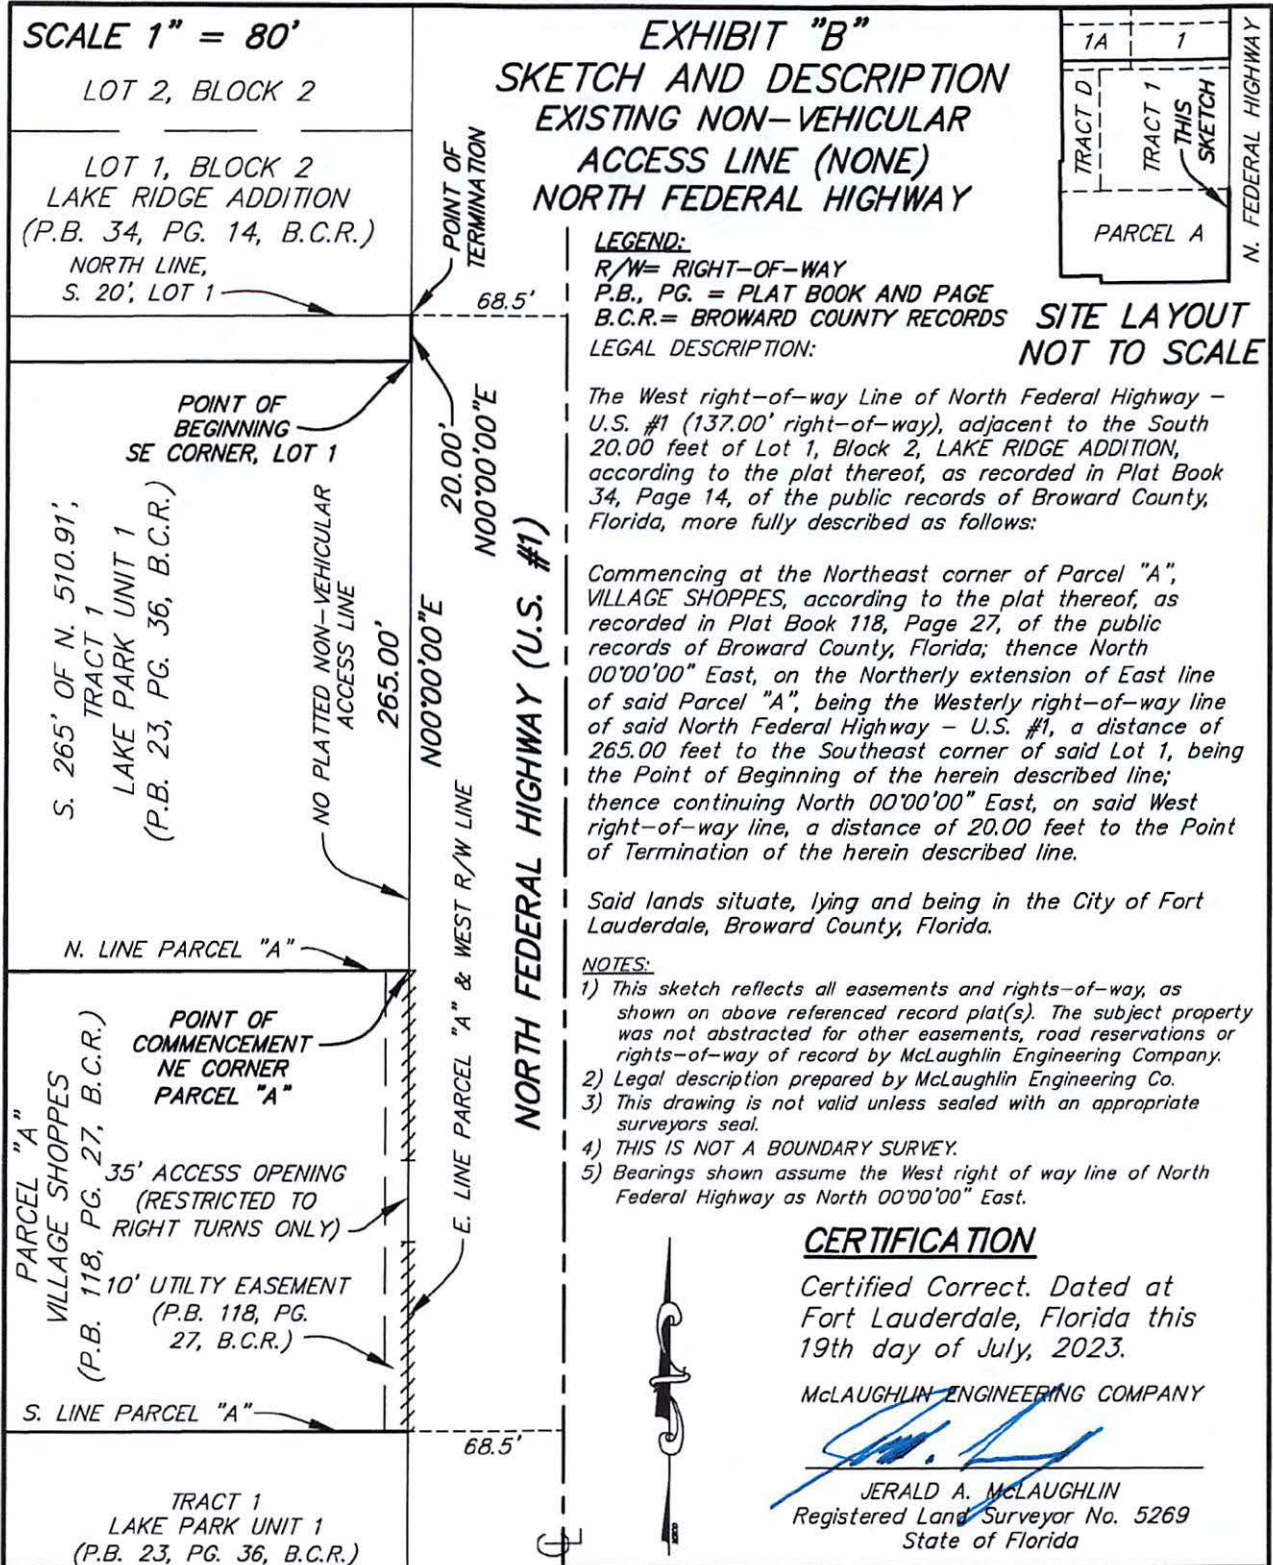 SCALE 1" = 80'
EXHIBIT "B"
SKETCH AND DESCRIPTION
EXISTING NON-VEHICULAR
ACCESS LINE (NONE)
NORTH FEDERAL HIGHWAY
1A
1
TRACT D
TRACT 1
THIS
SKETCH
PARCEL A
N. FEDERAL HIGHWAY
SITE LAYOUT
NOT TO SCALE
LOT 2, BLOCK 2
LOT 1, BLOCK 2
LAKE RIDGE ADDITION
(P.B. 34, PG. 14, B.C.R.)
NORTH LINE,
S. 20', LOT 1
POINT OF
TERMINATION
68.5'
POINT OF
BEGINNING
SE CORNER, LOT 1
20.00'
N00°00'00"E
S. 265' OF N. 510.91',
TRACT 1
LAKE PARK UNIT 1
(P.B. 23, PG. 36, B.C.R.)
NO PLATTED NON-VEHICULAR
ACCESS LINE
265.00'
N00°00'00"E
NORTH FEDERAL HIGHWAY (U.S. #1)
E. LINE PARCEL "A" & WEST R/W LINE
N. LINE PARCEL "A"
POINT OF
COMMENCEMENT
NE CORNER
PARCEL "A"
PARCEL "A"
VILLAGE SHOPPES
(P.B. 118, PG. 27, B.C.R.)
35' ACCESS OPENING
(RESTRICTED TO
RIGHT TURNS ONLY)
10' UTILTY EASEMENT
(P.B. 118, PG.
27, B.C.R.)
S. LINE PARCEL "A"
68.5'
TRACT 1
LAKE PARK UNIT 1
(P.B. 23, PG. 36, B.C.R.)
LEGEND:
R/W= RIGHT-OF-WAY
P.B., PG. = PLAT BOOK AND PAGE
B.C.R.= BROWARD COUNTY RECORDS
LEGAL DESCRIPTION:
The West right-of-way Line of North Federal Highway -
U.S. #1 (137.00' right-of-way), adjacent to the South
20.00 feet of Lot 1, Block 2, LAKE RIDGE ADDITION,
according to the plat thereof, as recorded in Plat Book
34, Page 14, of the public records of Broward County,
Florida, more fully described as follows:
Commencing at the Northeast corner of Parcel "A",
VILLAGE SHOPPES, according to the plat thereof, as
recorded in Plat Book 118, Page 27, of the public
records of Broward County, Florida; thence North
00°00'00" East, on the Northerly extension of East line
of said Parcel "A", being the Westerly right-of-way line
of said North Federal Highway - U.S. #1, a distance of
265.00 feet to the Southeast corner of said Lot 1, being
the Point of Beginning of the herein described line;
thence continuing North 00°00'00" East, on said West
right-of-way line, a distance of 20.00 feet to the Point
of Termination of the herein described line.
Said lands situate, lying and being in the City of Fort
Lauderdale, Broward County, Florida.
NOTES:
1) This sketch reflects all easements and rights-of-way, as
shown on above referenced record plat(s). The subject property
was not abstracted for other easements, road reservations or
rights-of-way of record by McLaughlin Engineering Company.
2) Legal description prepared by McLaughlin Engineering Co.
3) This drawing is not valid unless sealed with an appropriate
surveyors seal.
4) THIS IS NOT A BOUNDARY SURVEY.
5) Bearings shown assume the West right of way line of North
Federal Highway as North 00°00'00" East.
CERTIFICATION
Certified Correct. Dated at
Fort Lauderdale, Florida this
19th day of July, 2023.
McLAUGHLIN ENGINEERING COMPANY
JERALD A. McLAUGHLIN
Registered Land Surveyor No. 5269
State of Florida